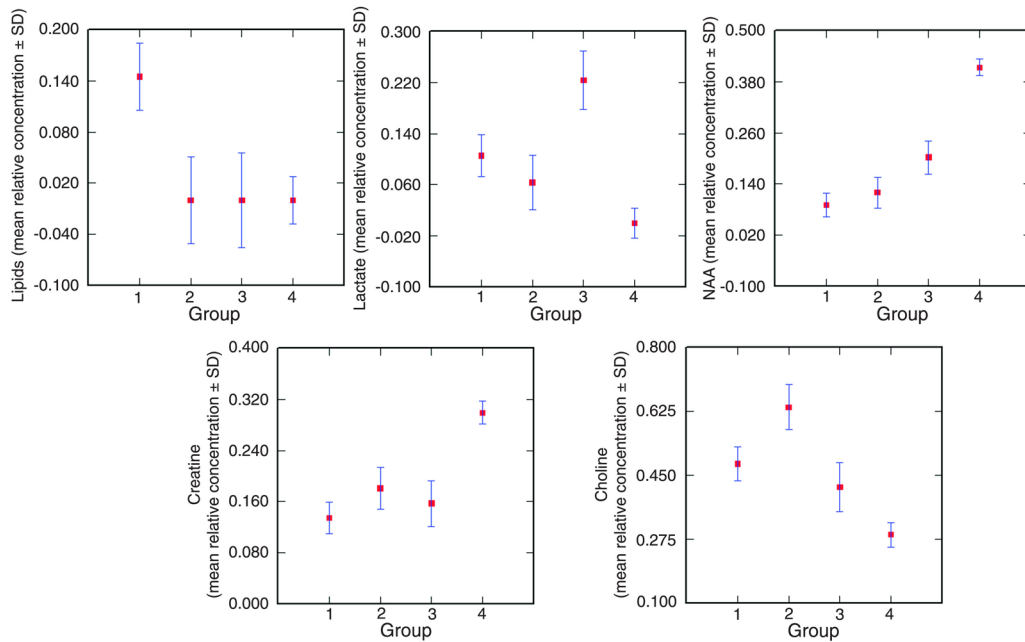 Lipids (mean relative concentration ± SD)
0.200
0.140
0.080
0.020
-0.040
-0.100
1 2 3 4
Group
Lactate (mean relative concentration ± SD)
0.300
0.220
0.140
0.060
-0.020
-0.100
1 2 3 4
Group
NAA (mean relative concentration ± SD)
0.500
0.380
0.260
0.140
0.020
-0.100
1 2 3 4
Group
Creatine
(mean relative concentration ± SD)
0.400
0.320
0.240
0.160
0.080
0.000
1 2 3 4
Group
Choline
(mean relative concentration ± SD)
0.800
0.625
0.450
0.275
0.100
1 2 3 4
Group